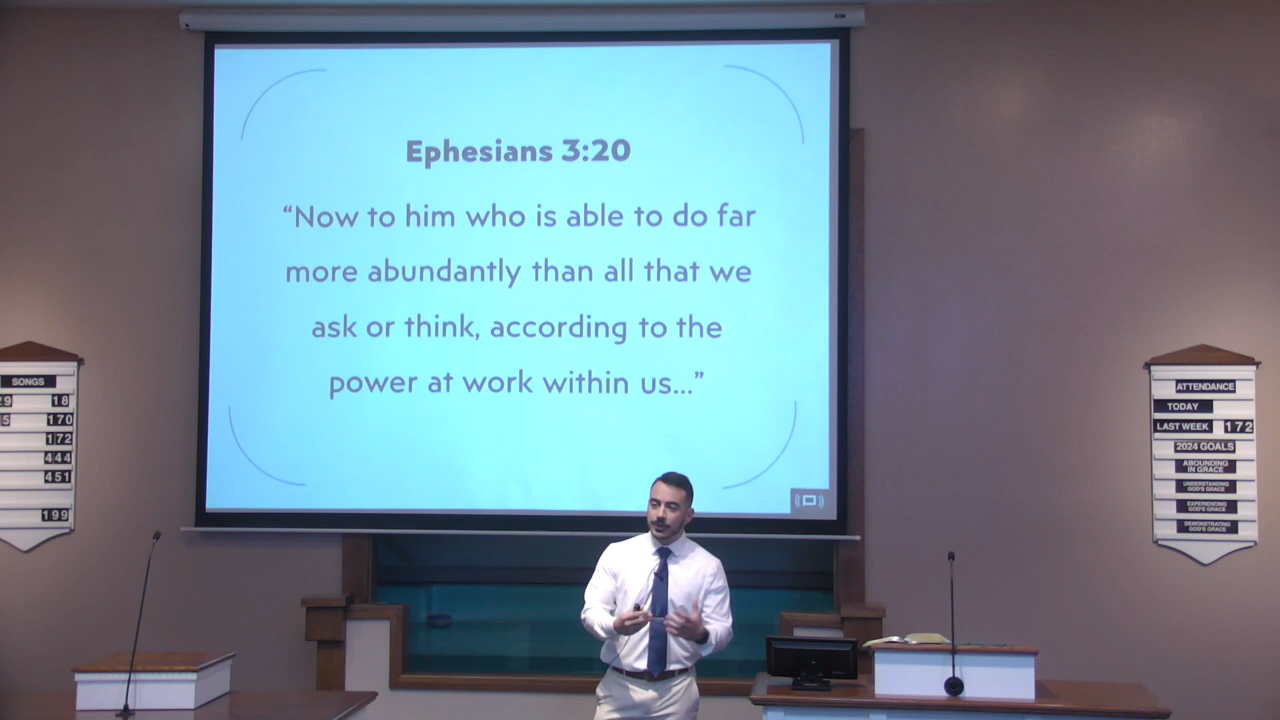 Ephesians 3:20
“Now to him who is able to do far
more abundantly than all that we
ask or think, according to the
power at work within us...”
SONGS
29 18
5 170
172
444
451
199
ATTENDANCE
TODAY
LAST WEEK 172
2024 GOALS
ABOUNDING
IN GRACE
UNDERSTANDING
GOD'S GRACE
EXPERIENCING
GOD'S GRACE
DEMONSTRATING
GOD'S GRACE